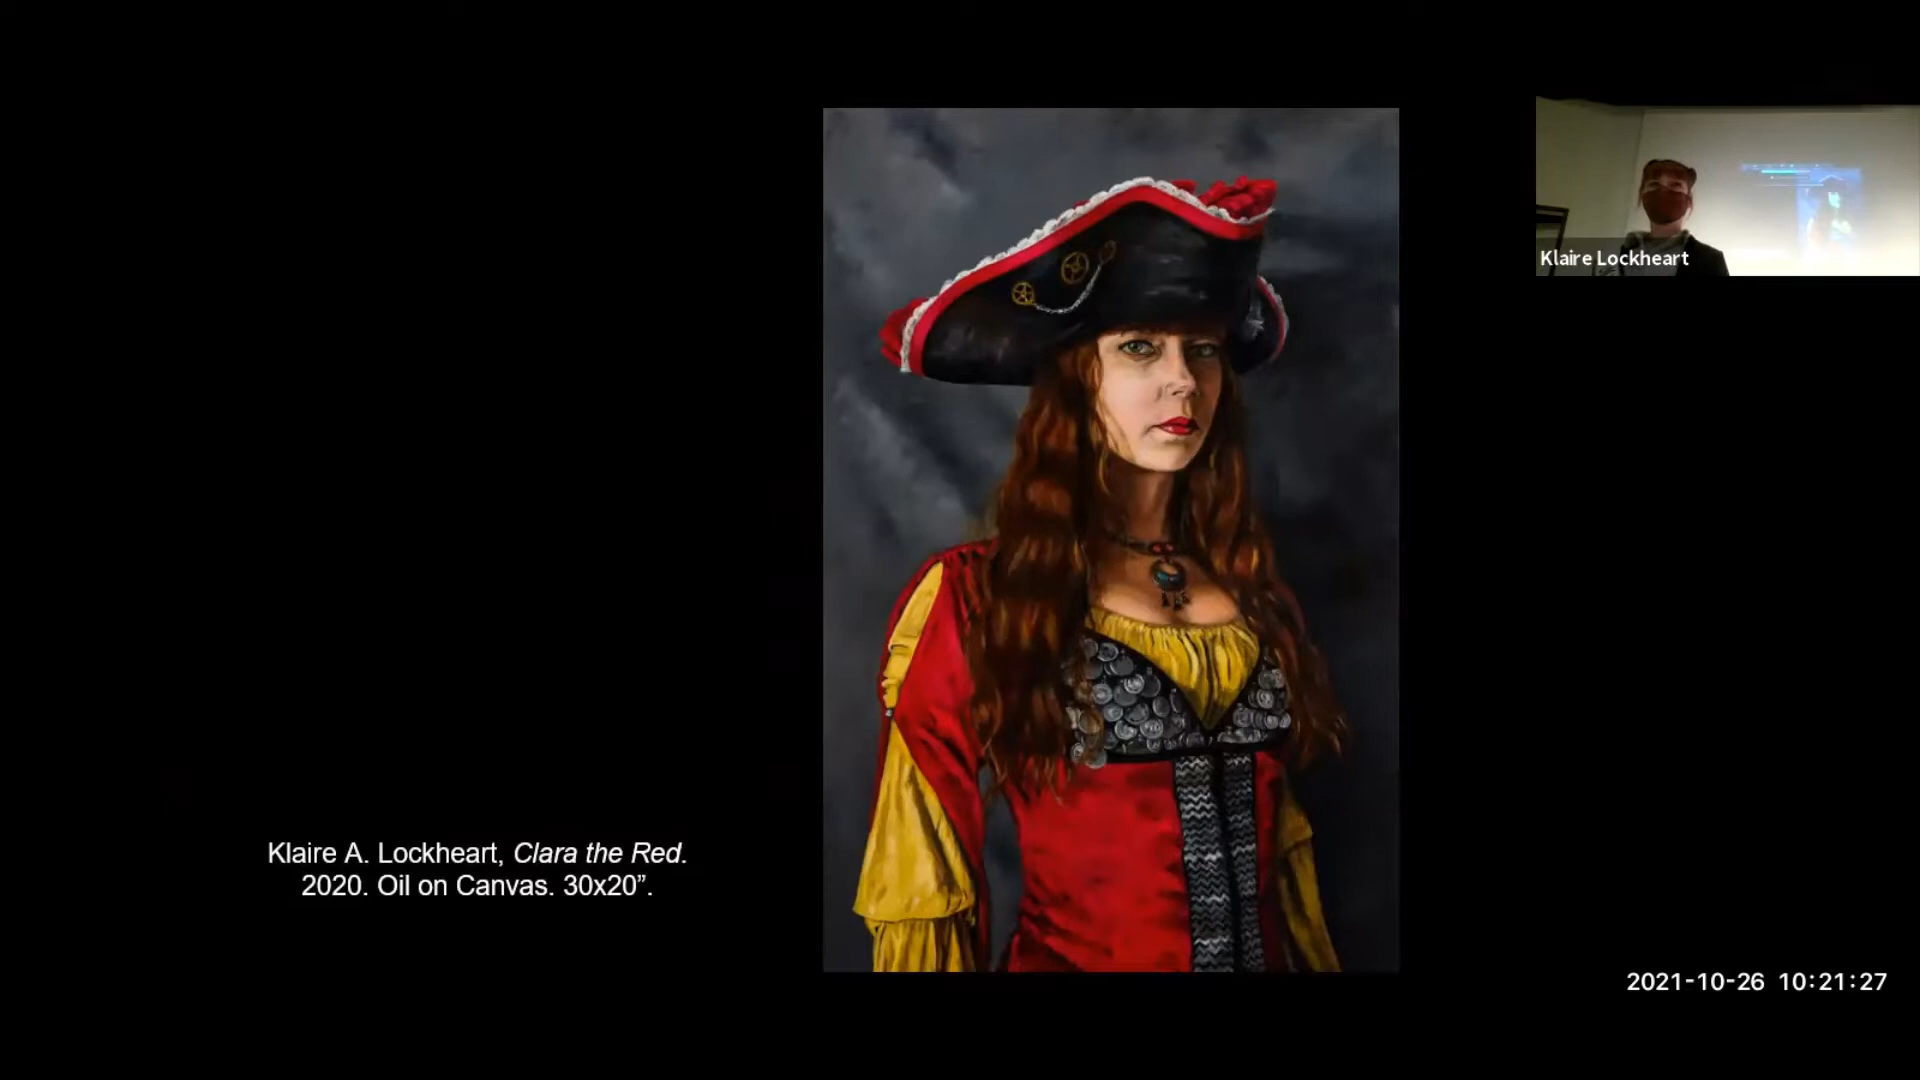 Klaire Lockheart
Klaire A. Lockheart, Clara the Red.
2020. Oil on Canvas. 30x20”.
2021-10-26 10:21:27